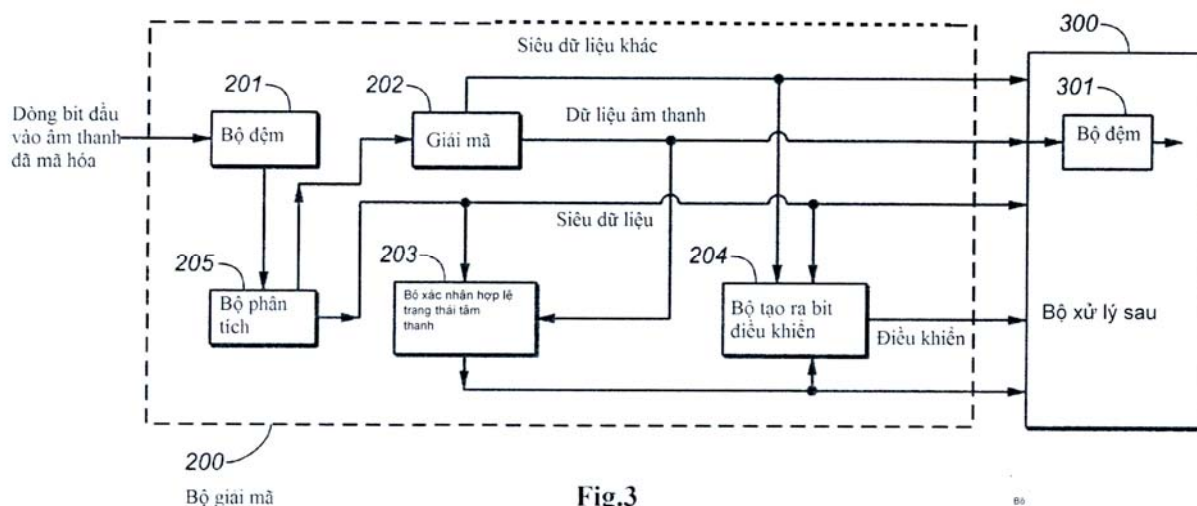 300
Siêu dữ liệu khác
201
202
301
Dòng bit đầu
vào âm thanh
đã mã hóa
Bộ đệm
Giải mã
Dữ liệu âm thanh
Bộ đệm
Siêu dữ liệu
205
203
204
Bộ phân
tích
Bộ xác nhận hợp lệ
trạng thái tâm
thanh
Bộ tạo ra bit
điều khiển
Điều khiển
Bộ xử lý sau
200
Bộ giải mã
Fig.3
Bộ